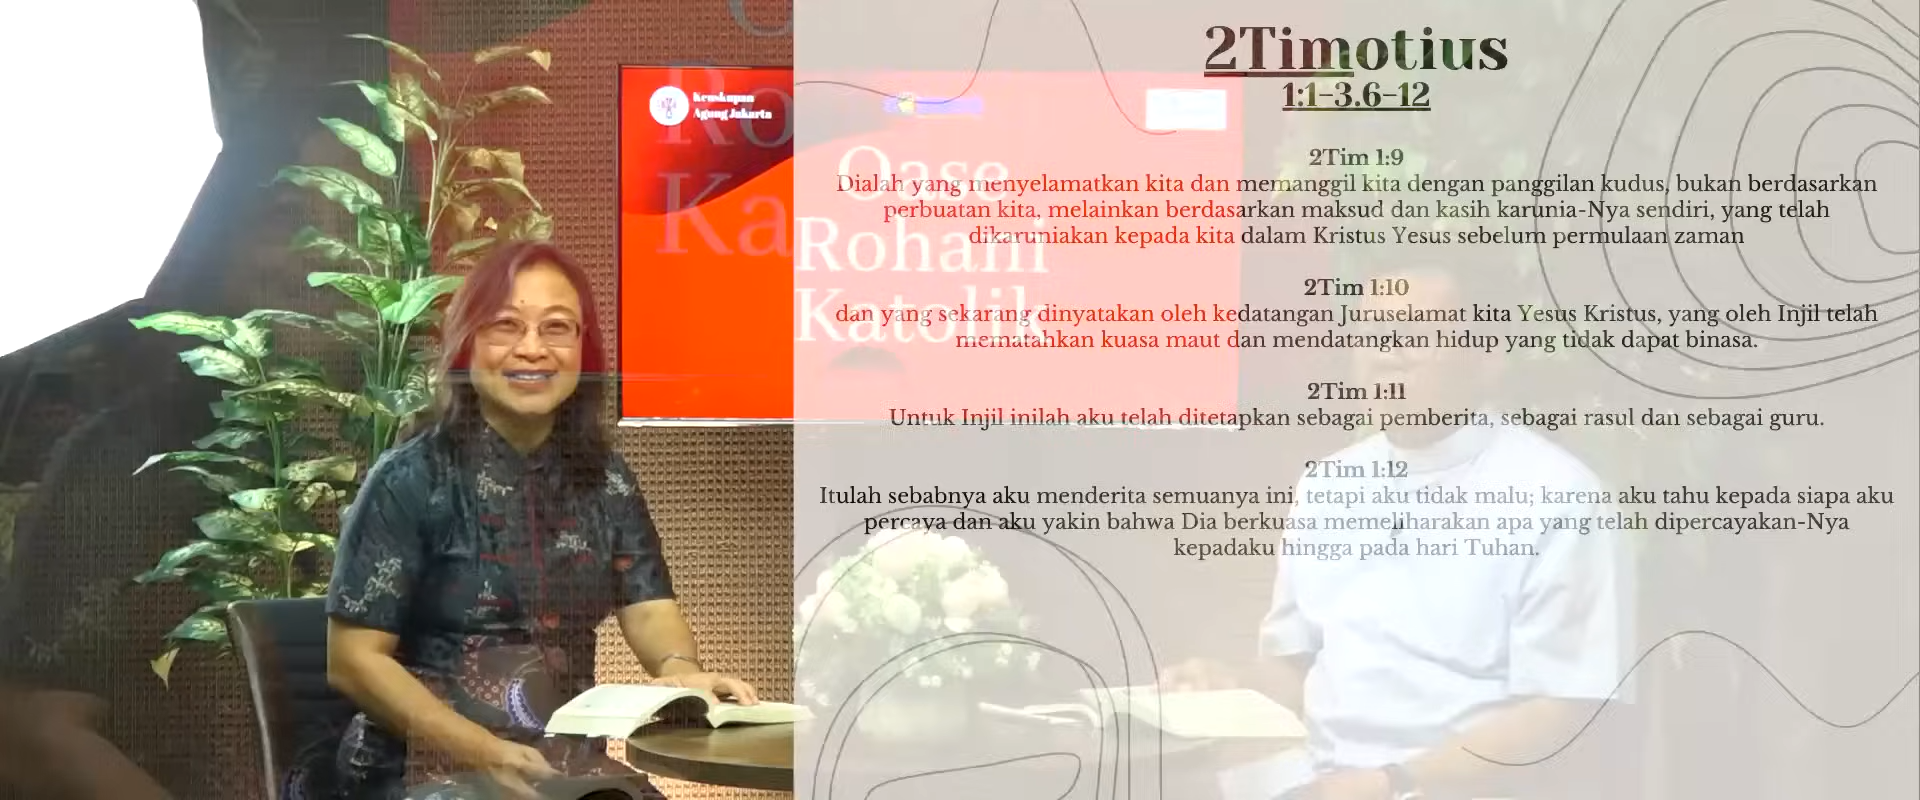 Keuskupan
Agung Jakarta
Ro
Ka
Oase
Rohani
Katolik
2Timotius
1:1-3.6-12
2Tim 1:9
Dialah yang menyelamatkan kita dan memanggil kita dengan panggilan kudus, bukan berdasarkan
perbuatan kita, melainkan berdasarkan maksud dan kasih karunia-Nya sendiri, yang telah
dikaruniakan kepada kita dalam Kristus Yesus sebelum permulaan zaman
2Tim 1:10
dan yang sekarang dinyatakan oleh kedatangan Juruselamat kita Yesus Kristus, yang oleh Injil telah
mematahkan kuasa maut dan mendatangkan hidup yang tidak dapat binasa.
2Tim 1:11
Untuk Injil inilah aku telah ditetapkan sebagai pemberita, sebagai rasul dan sebagai guru.
2Tim 1:12
Itulah sebabnya aku menderita semuanya ini, tetapi aku tidak malu; karena aku tahu kepada siapa aku
percaya dan aku yakin bahwa Dia berkuasa memeliharakan apa yang telah dipercayakan-Nya
kepadaku hingga pada hari Tuhan.